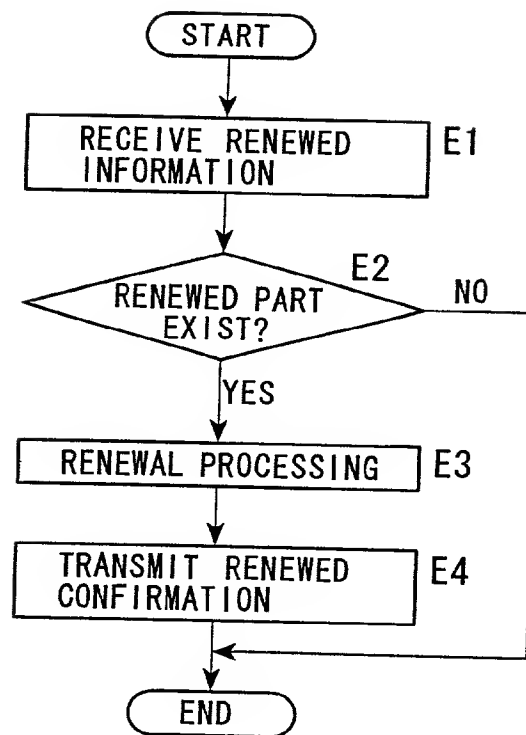 START
RECEIVE RENEWED
INFORMATION
E1
E2
RENEWED PART
EXIST?
NO
YES
RENEWAL PROCESSING
E3
TRANSMIT RENEWED
CONFIRMATION
E4
END